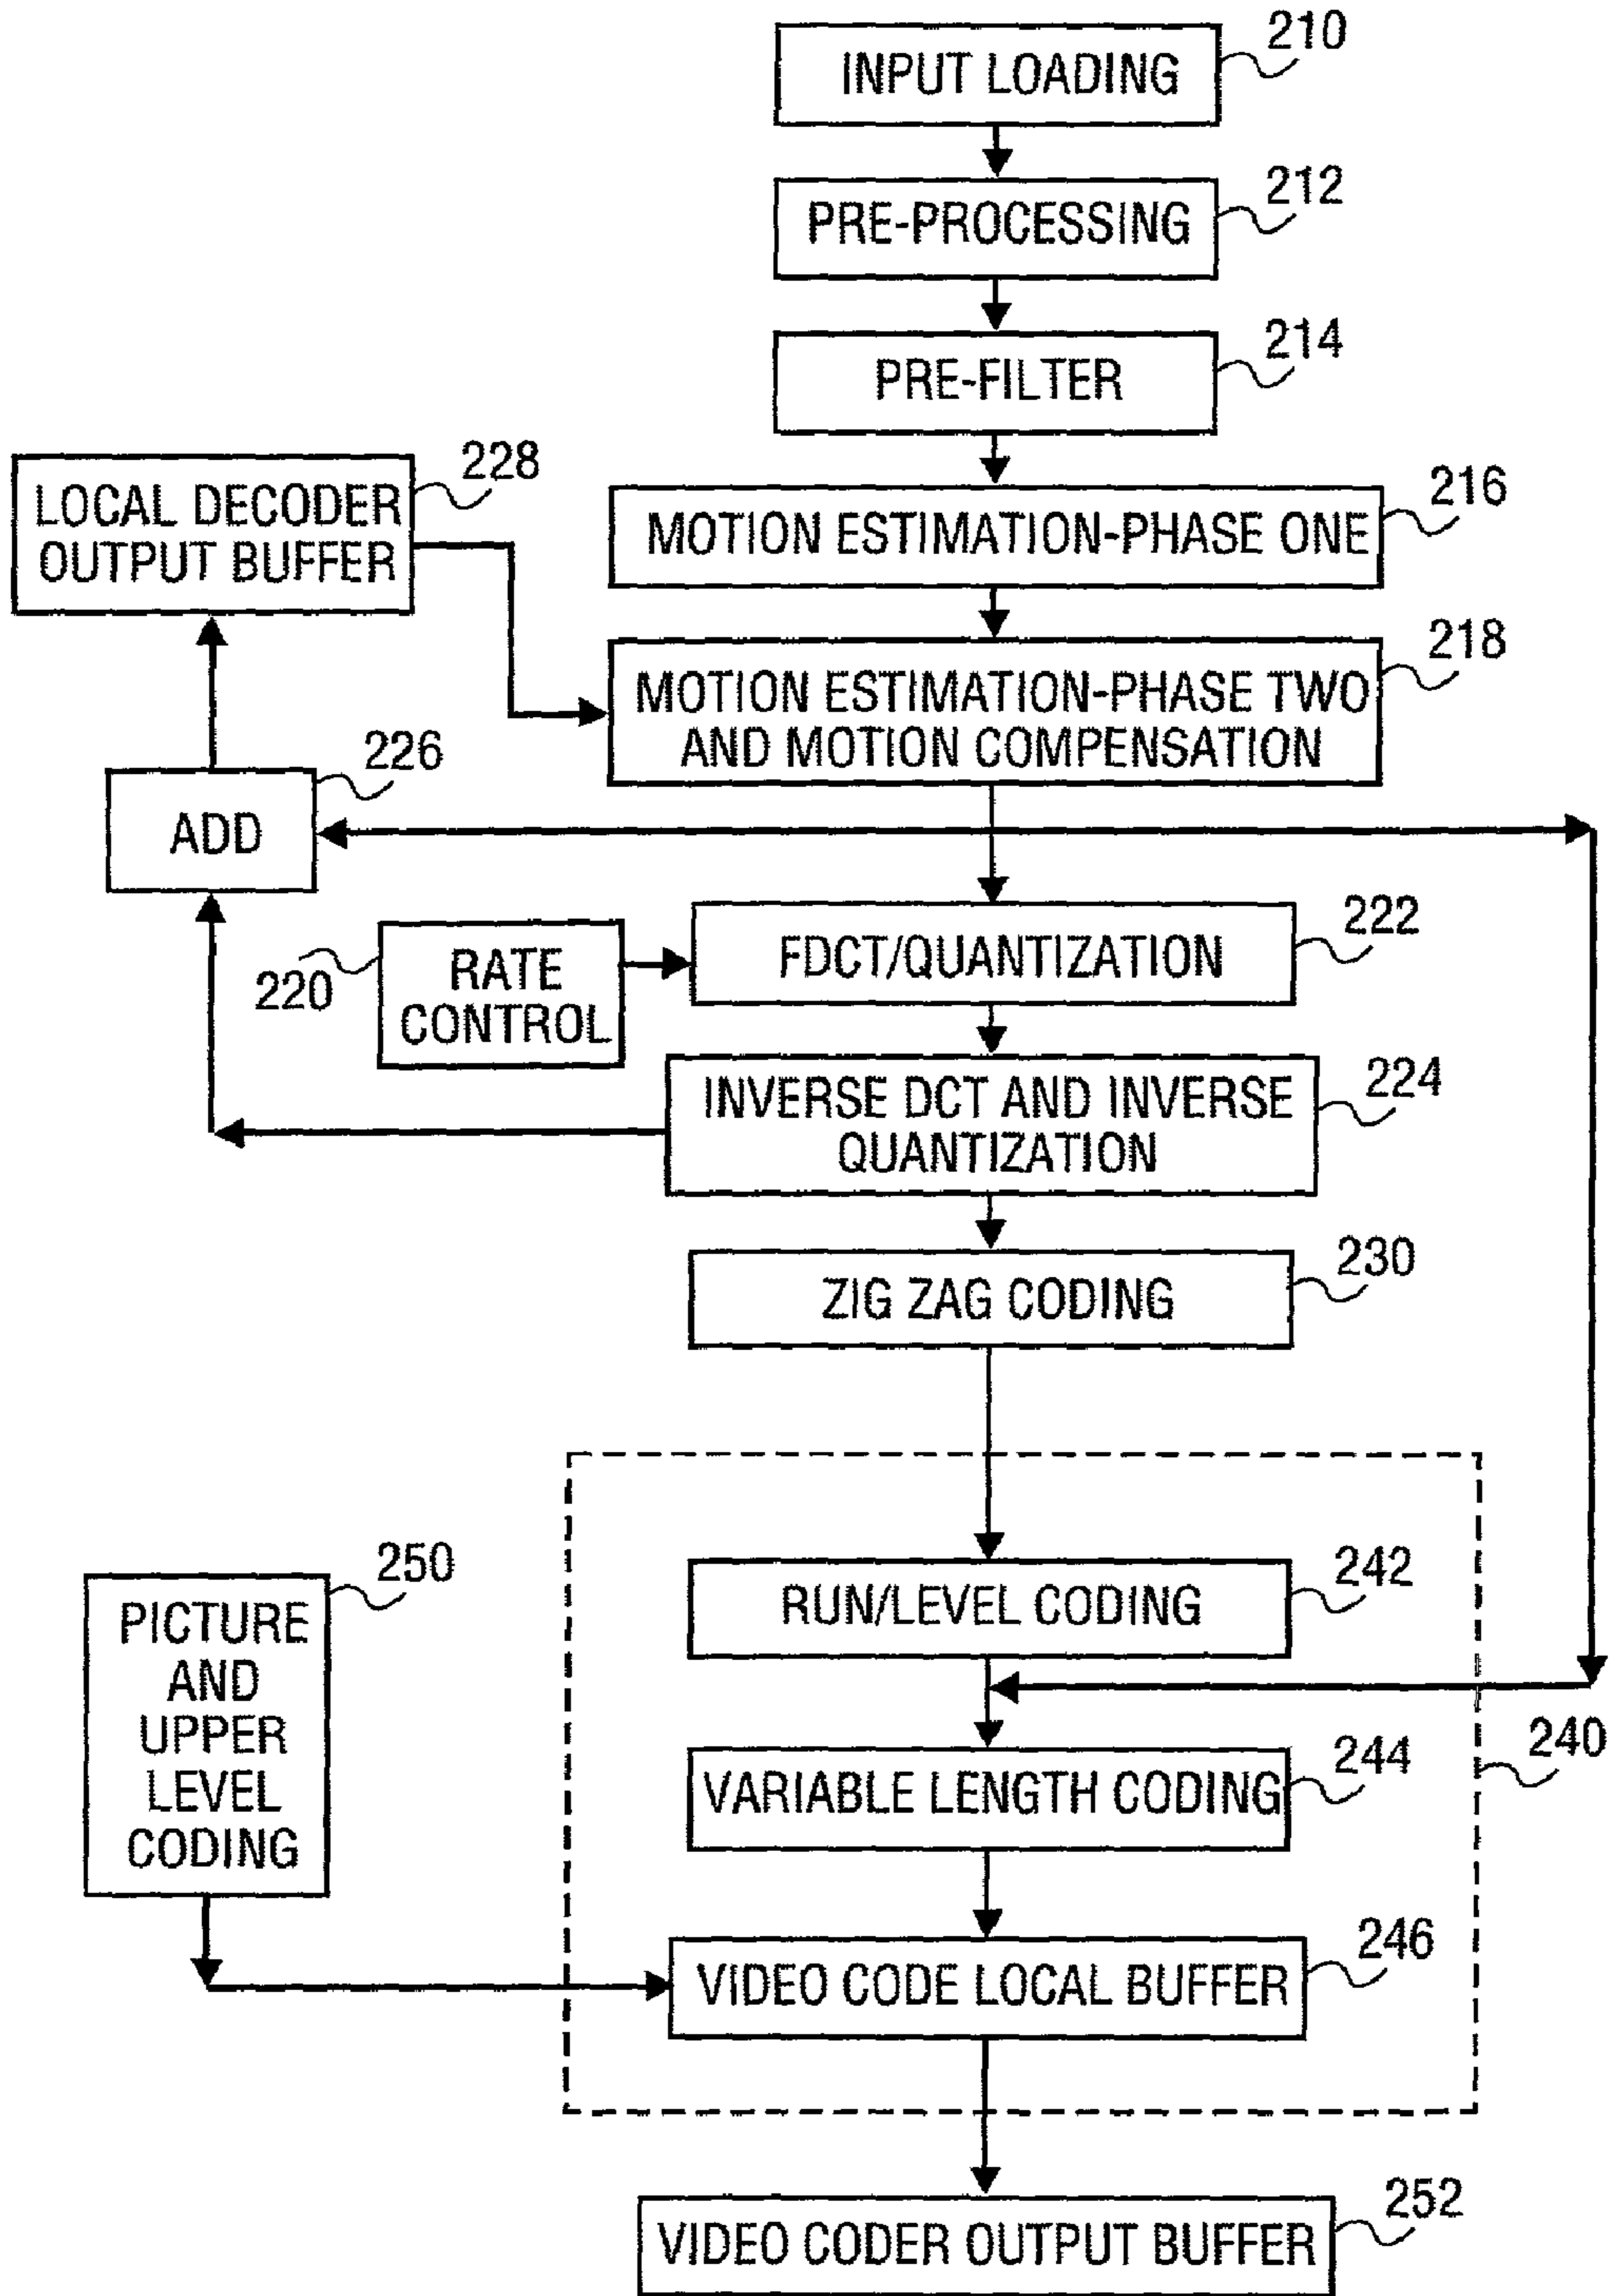 210
INPUT LOADING
212
PRE-PROCESSING
214
PRE-FILTER
228
LOCAL DECODER
OUTPUT BUFFER
216
MOTION ESTIMATION-PHASE ONE
218
MOTION ESTIMATION-PHASE TWO
AND MOTION COMPENSATION
226
ADD
222
FDCT/QUANTIZATION
220
RATE
CONTROL
224
INVERSE DCT AND INVERSE
QUANTIZATION
230
ZIG ZAG CODING
250
PICTURE
AND
UPPER
LEVEL
CODING
242
RUN/LEVEL CODING
240
244
VARIABLE LENGTH CODING
246
VIDEO CODE LOCAL BUFFER
252
VIDEO CODER OUTPUT BUFFER